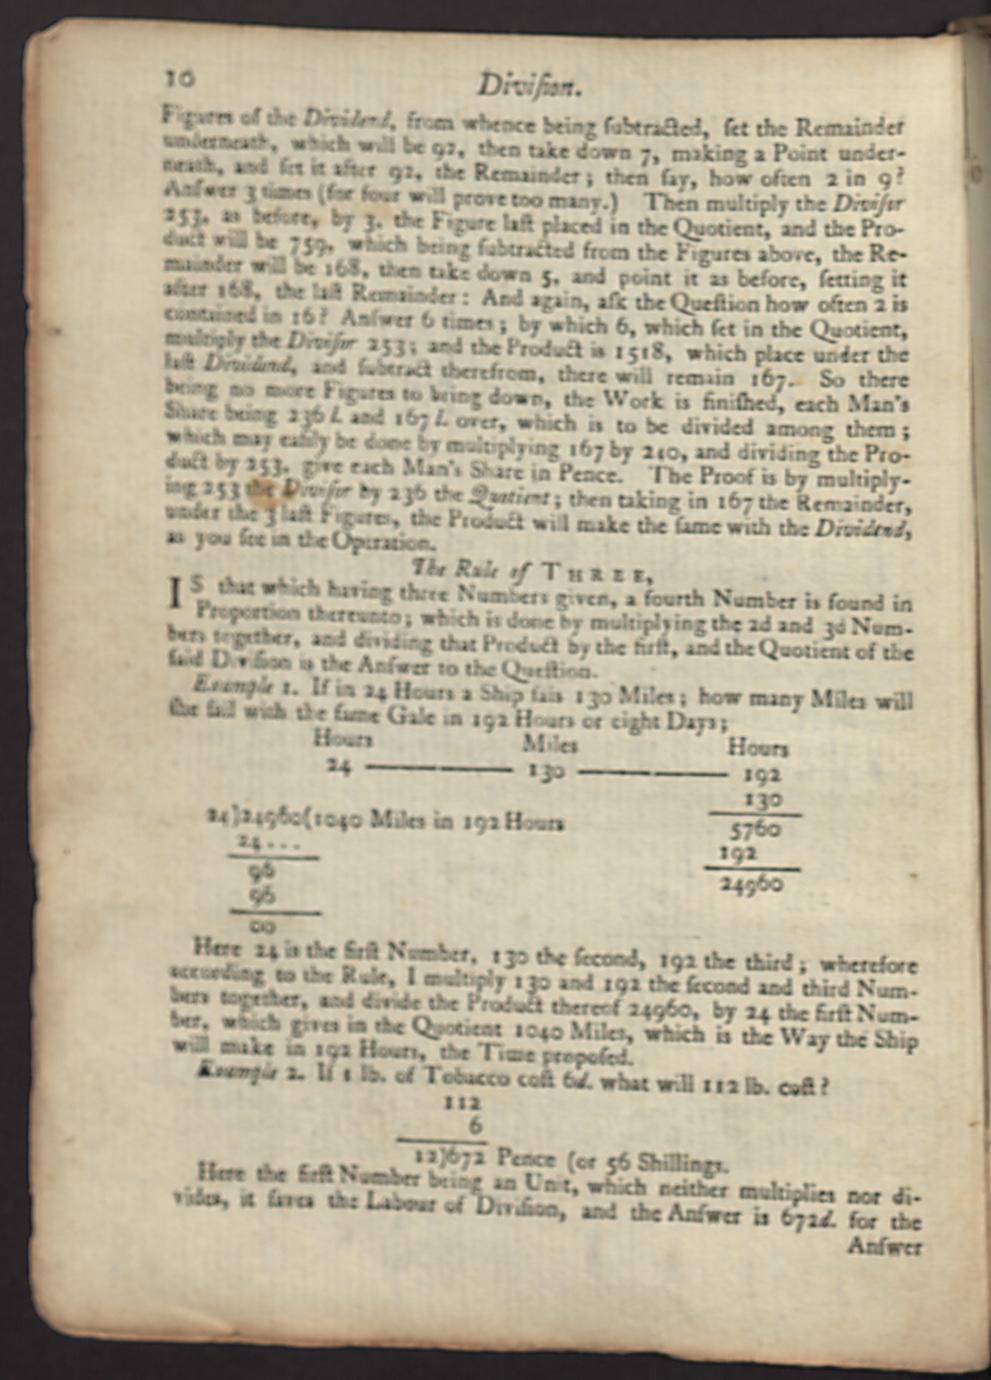 10 Diviſion.
Figures of the Dividend, from whence being ſubtracted, ſet the Remainder
underneath, which will be 92, then take down 7, making a Point under-
neath, and ſet it after 92, the Remainder; then ſay, how often 2 in 9?
Anſwer 3 times (for four will prove too many.) Then multiply the Diviſor
253, as before, by 3, the Figure laſt placed in the Quotient, and the Pro-
duct will be 759, which being ſubtracted from the Figures above, the Re-
mainder will be 168, then take down 5, and point it as before, ſetting it
after 168, the laſt Remainder: And again, aſk the Queſtion how often 2 is
contained in 16? Anſwer 6 times; by which 6, which ſet in the Quotient,
multiply the Diviſor 253; and the Product is 1518, which place under the
laſt Dividend, and ſubtract therefrom, there will remain 167. So there
being no more Figures to bring down, the Work is finiſhed, each Man's
Share being 236 l. and 167 l. over, which is to be divided among them;
which may eaſily be done by multiplying 167 by 240, and dividing the Pro-
duct by 253, give each Man's Share in Pence. The Proof is by multiply-
ing 253 the Diviſor by 236 the Quotient; then taking in 167 the Remainder,
under the 3 laſt Figures, the Product will make the ſame with the Dividend,
as you ſee in the Operation.
The Rule of THREE,
IS that which having three Numbers given, a fourth Number is found in
Proportion thereunto; which is done by multiplying the 2d and 3d Num-
bers together, and dividing that Product by the firſt, and the Quotient of the
ſaid Diviſion is the Anſwer to the Queſtion.
Example 1. If in 24 Hours a Ship ſails 130 Miles; how many Miles will
ſhe ſail with the ſame Gale in 192 Hours or eight Days;
Hours Miles Hours
24 ——— 130 ——— 192
130
24)24960(1040 Miles in 192 Hours 5760
24... 192
96 24960
96
00
Here 24 is the firſt Number, 130 the ſecond, 192 the third; wherefore
according to the Rule, I multiply 130 and 192 the ſecond and third Num-
bers together, and divide the Product thereof 24960, by 24 the firſt Num-
ber, which gives in the Quotient 1040 Miles, which is the Way the Ship
will make in 192 Hours, the Time propoſed.
Example 2. If 1 lb. of Tobacco coſt 6d. what will 112 lb. coſt?
112
6
12)672 Pence (or 56 Shillings.
Here the firſt Number being an Unit, which neither multiplies nor di-
vides, it ſaves the Labour of Diviſion, and the Anſwer is 672d. for the
Anſwer